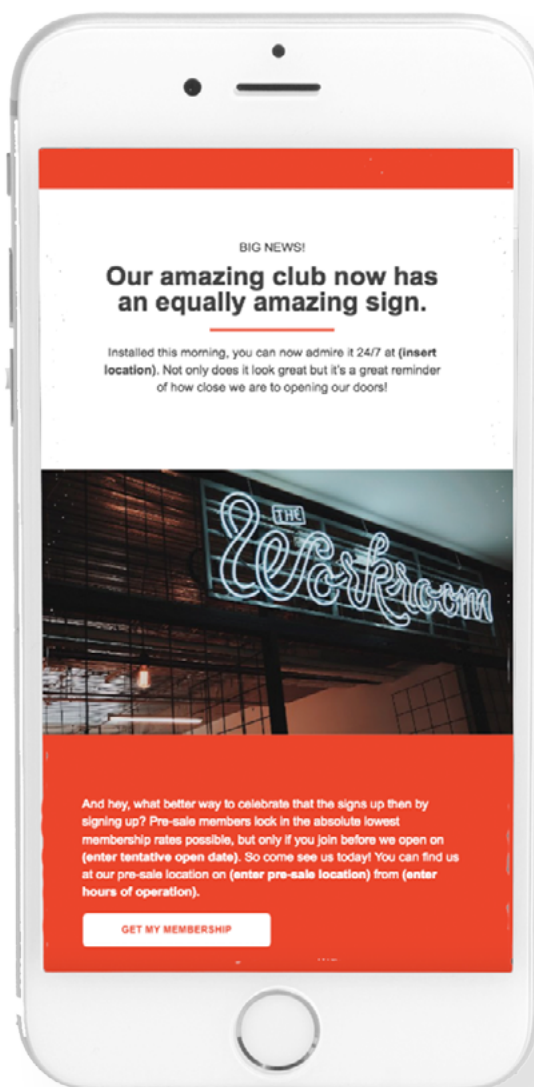 BIG NEWS!
Our amazing club now has
an equally amazing sign.
Installed this morning, you can now admire it 24/7 at (insert
location). Not only does it look great but it's a great reminder
of how close we are to opening our doors!
THE
Workroom
And hey, what better way to celebrate that the signs up then by
signing up? Pre-sale members lock in the absolute lowest
membership rates possible, but only if you join before we open on
(enter tentative open date). So come see us today! You can find us
at our pre-sale location on (enter pre-sale location) from (enter
hours of operation).
GET MY MEMBERSHIP